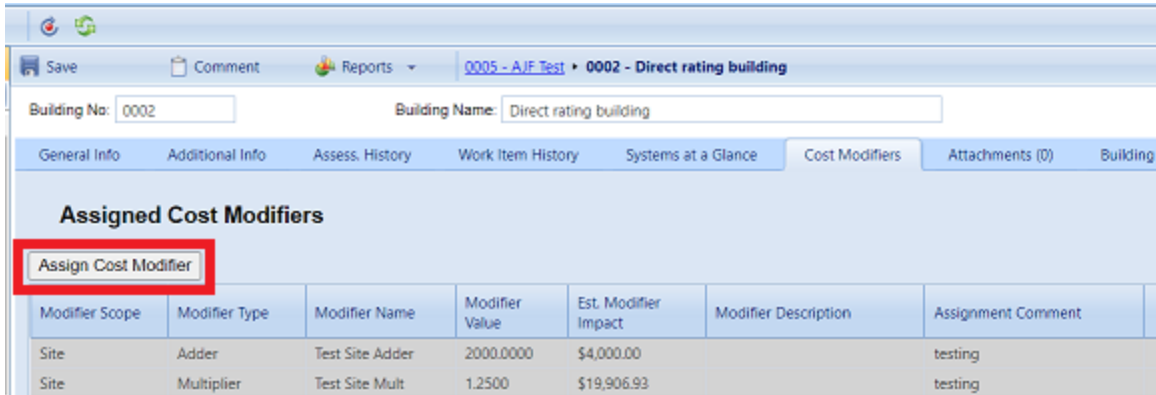 Save Comment Reports 0005 - AJF Test 0002 - Direct rating building
Building No: 0002 Building Name: Direct rating building
General Info Additional Info Assess. History Work Item History Systems at a Glance Cost Modifiers Attachments (0) Building
Assigned Cost Modifiers
Assign Cost Modifier
Modifier Scope Modifier Type Modifier Name Modifier Value Est. Modifier Impact Modifier Description Assignment Comment
Site Adder Test Site Adder 2000.0000 $4,000.00 testing
Site Multiplier Test Site Mult 1.2500 $19,906.93 testing